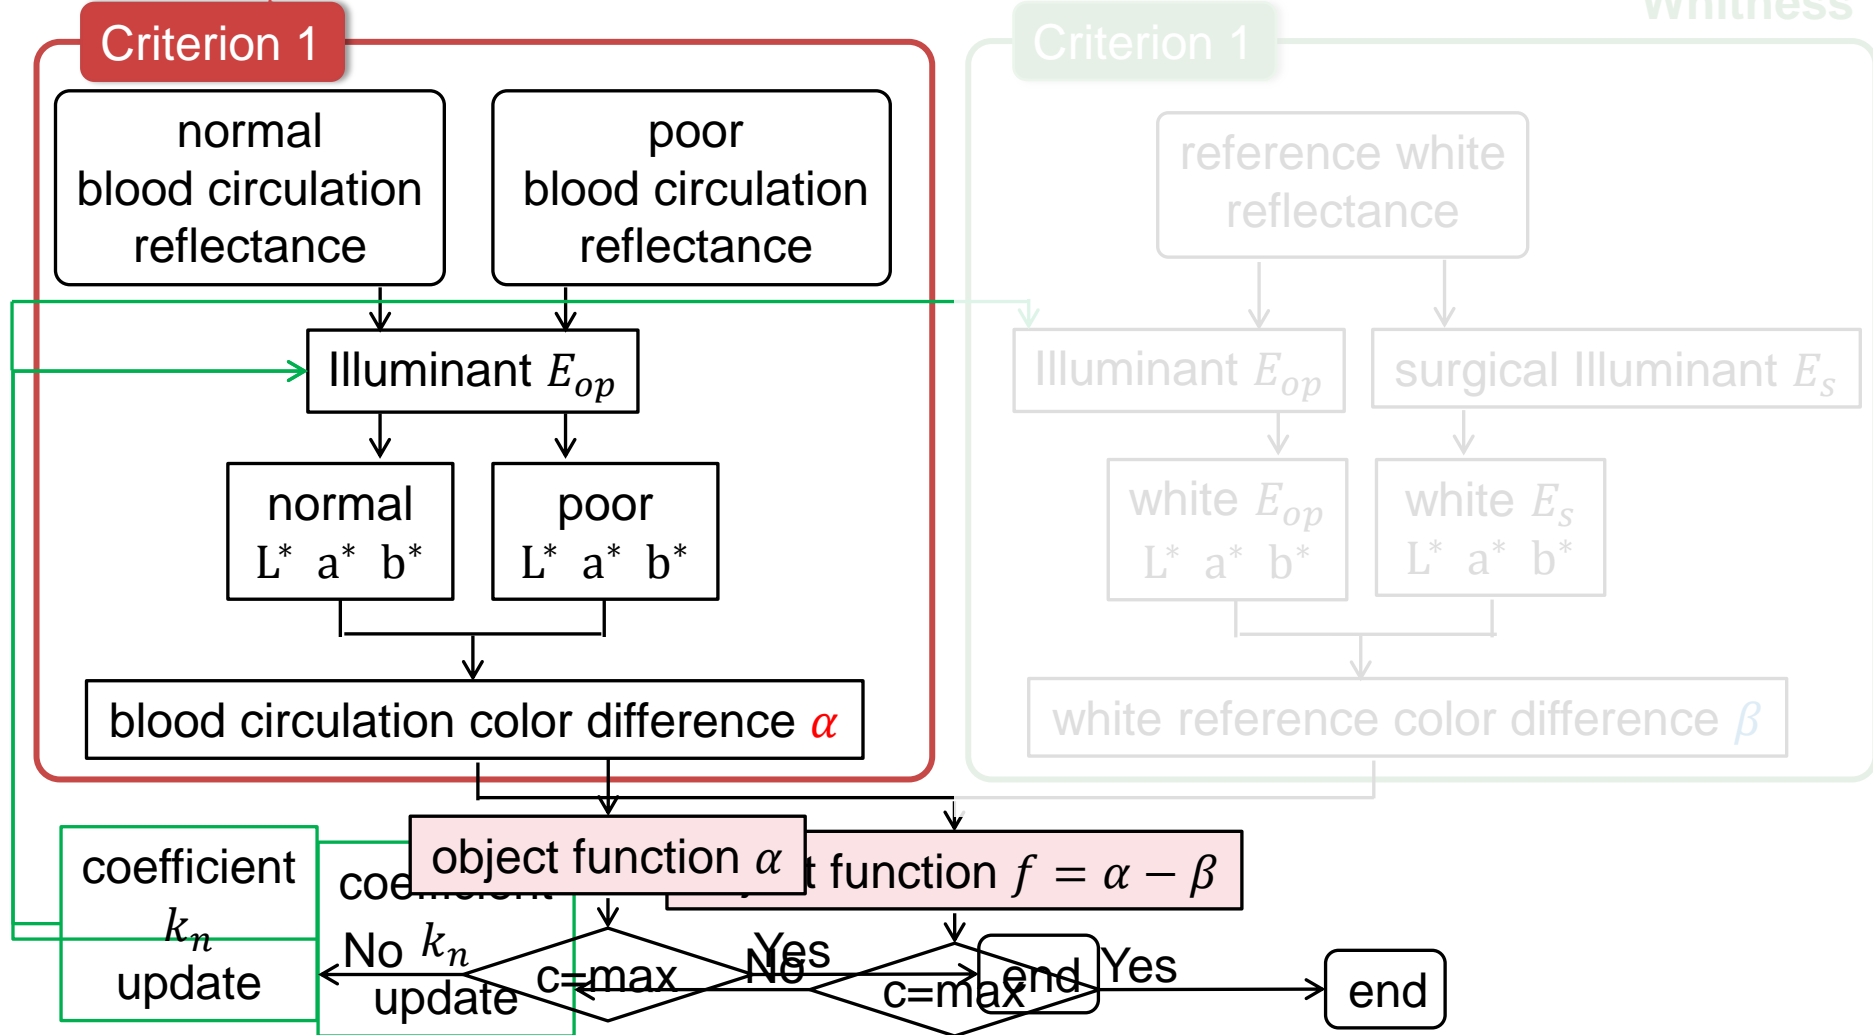 Whitness
Criterion 1
normal
blood circulation
reflectance
poor
blood circulation
reflectance
Illuminant E_op
normal
L* a* b*
poor
L* a* b*
blood circulation color difference α
Criterion 1
reference white
reflectance
Illuminant E_op
surgical Illuminant E_s
white E_op
L* a* b*
white E_s
L* a* b*
white reference color difference β
object function α
t function f = α − β
coefficient
k_n
update
coefficient
k_n
update
No
c=max
Yes
end
No
c=max
Yes
end